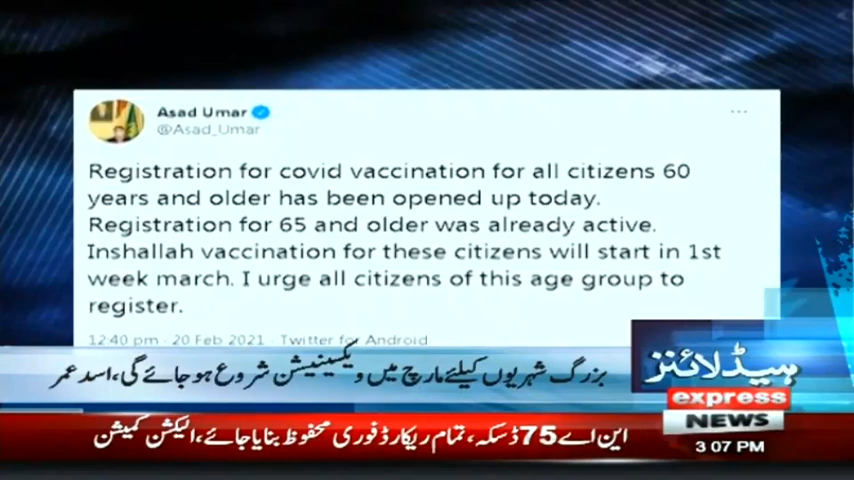 Asad Umar
@Asad_Umar
Registration for covid vaccination for all citizens 60
years and older has been opened up today.
Registration for 65 and older was already active.
Inshallah vaccination for these citizens will start in 1st
week march. I urge all citizens of this age group to
register.
12:40 pm · 20 Feb 2021 · Twitter for Android
بزرگ شہریوں کیلئے مارچ میں ویکسینیشن شروع ہو جائے گی، اسد عمر
ہیڈلائنز
express
NEWS
این اے 75 ڈسکہ، تمام ریکارڈ فوری محفوظ بنایا جائے، الیکشن کمیشن
3:07 PM